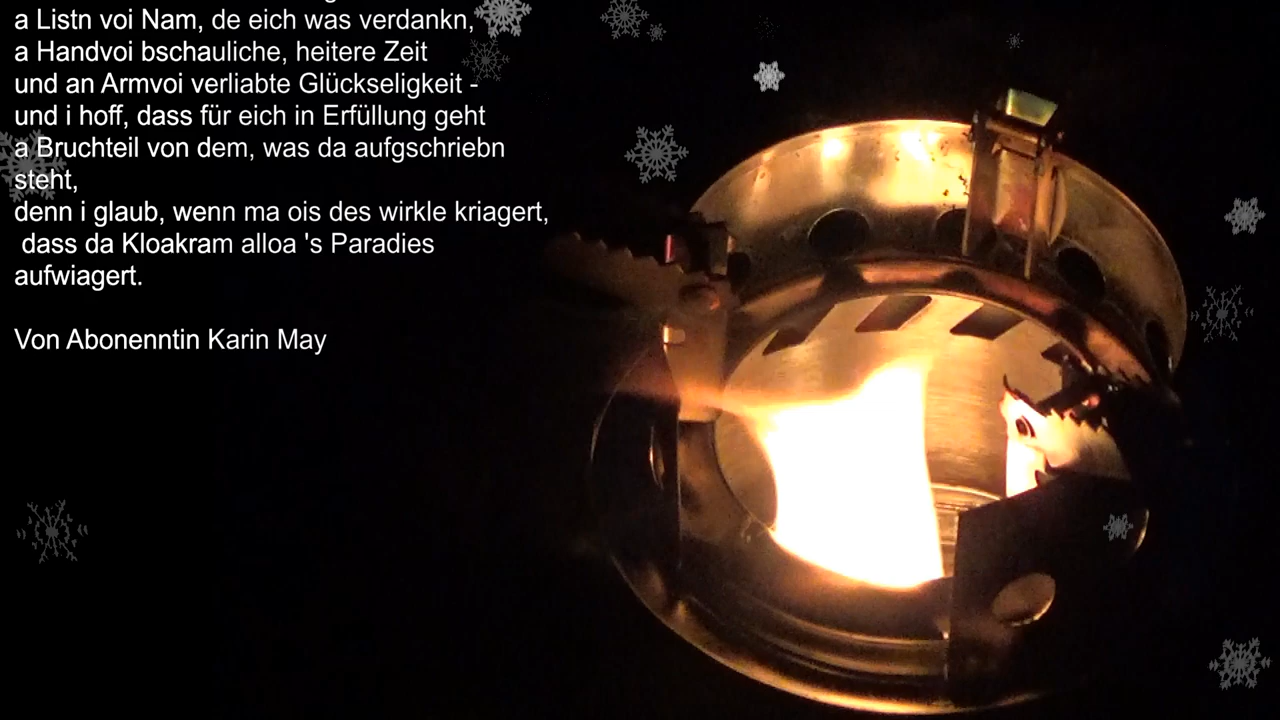 a Listn voi Nam, de eich was verdankn,
a Handvoi bschauliche, heitere Zeit
und an Armvoi verliabte Glückseligkeit -
und i hoff, dass für eich in Erfüllung geht
a Bruchteil von dem, was da aufgschriebn
steht,
denn i glaub, wenn ma ois des wirkle kriagert,
dass da Kloakram alloa 's Paradies
aufwiagert.
Von Abonenntin Karin May